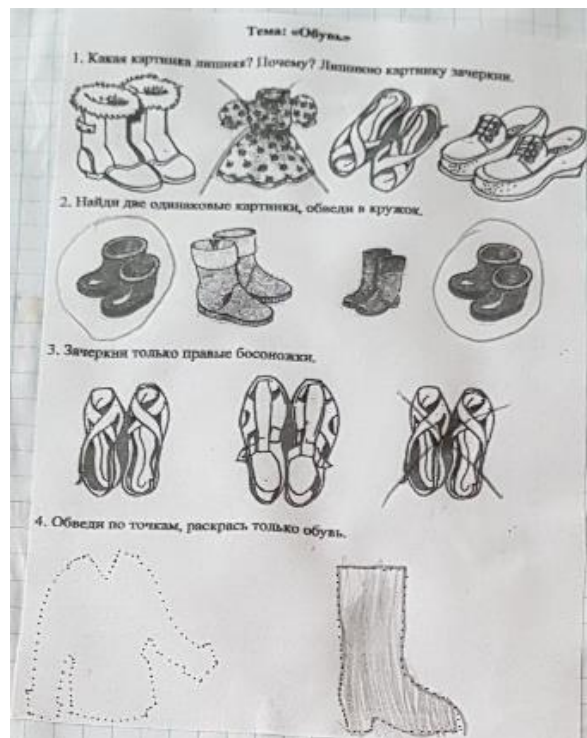 Тема: «Обувь»
1. Какая картинка лишняя? Почему? Лишнюю картинку зачеркни.
2. Найди две одинаковые картинки, обведи в кружок.
3. Зачеркни только правые босоножки.
4. Обведи по точкам, раскрась только обувь.